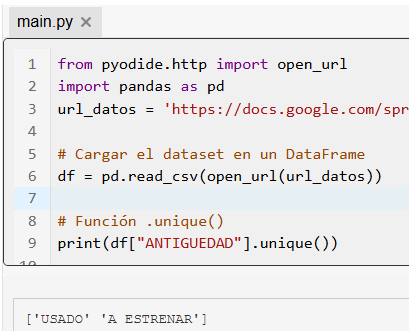 main.py ×
1 from pyodide.http import open_url
2 import pandas as pd
3 url_datos = 'https://docs.google.com/spr
4
5 # Cargar el dataset en un DataFrame
6 df = pd.read_csv(open_url(url_datos))
7
8 # Función .unique()
9 print(df["ANTIGUEDAD"].unique())
10
['USADO' 'A ESTRENAR']